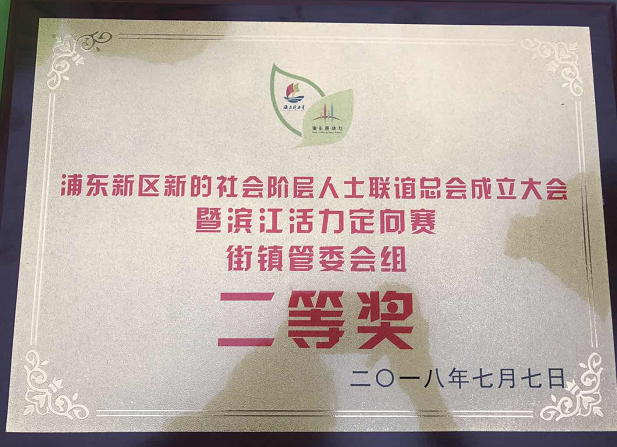 浦东新区新的社会阶层人士联谊总会成立大会
暨滨江活力定向赛
街镇管委会组
二等奖
二〇一八年七月七日